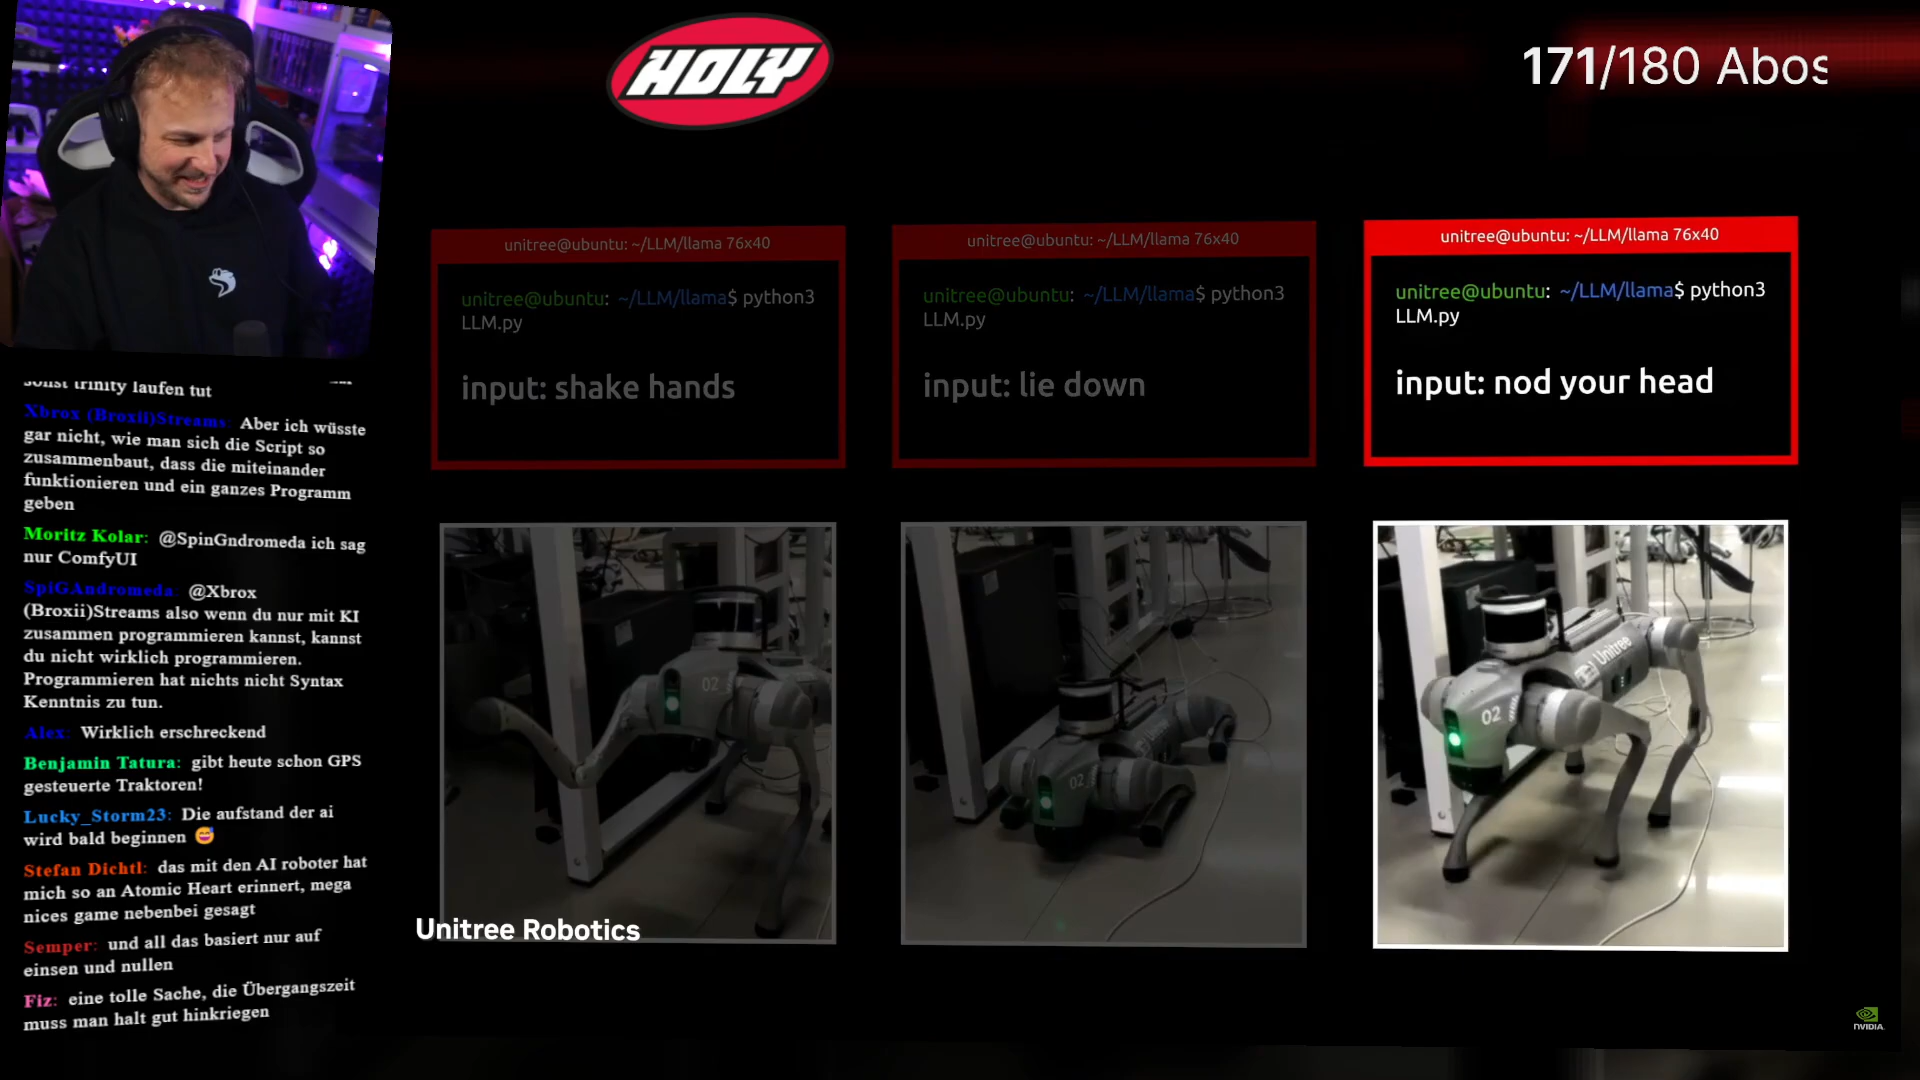 HOLY
171/180 Abos
sonst trinity laufen tut
Xbrox (Broxii)Streams: Aber ich wüsste
gar nicht, wie man sich die Script so
zusammenbaut, dass die miteinander
funktionieren und ein ganzes Programm
geben
Moritz Kolar: @SpinGndromeda ich sag
nur ComfyUI
SpiGAndromeda: @Xbrox
(Broxii)Streams also wenn du nur mit KI
zusammen programmieren kannst, kannst
du nicht wirklich programmieren.
Programmieren hat nichts nicht Syntax
Kenntnis zu tun.
Alex: Wirklich erschreckend
Benjamin Tatura: gibt heute schon GPS
gesteuerte Traktoren!
Lucky_Storm23: Die aufstand der ai
wird bald beginnen 😅
Stefan Dichtl: das mit den AI roboter hat
mich so an Atomic Heart erinnert, mega
nices game nebenbei gesagt
Semper: und all das basiert nur auf
einsen und nullen
Fiz: eine tolle Sache, die Übergangszeit
muss man halt gut hinkriegen
unitree@ubuntu: ~/LLM/llama 76x40
unitree@ubuntu: ~/LLM/llama$ python3
LLM.py
input: shake hands
unitree@ubuntu: ~/LLM/llama 76x40
unitree@ubuntu: ~/LLM/llama$ python3
LLM.py
input: lie down
unitree@ubuntu: ~/LLM/llama 76x40
unitree@ubuntu: ~/LLM/llama$ python3
LLM.py
input: nod your head
02
02
Unitree
02
Unitree Robotics
NVIDIA